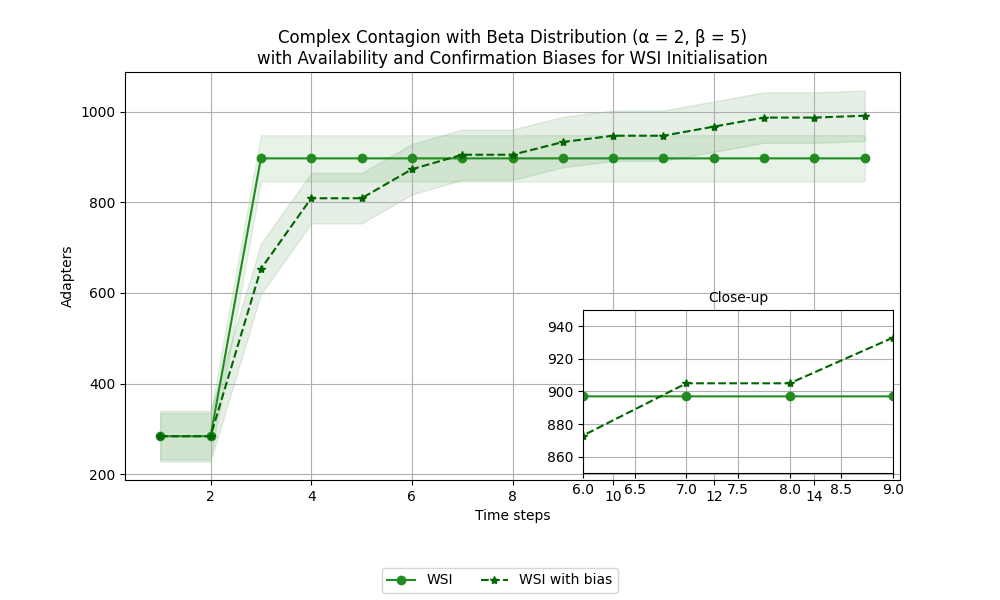 Complex Contagion with Beta Distribution (α = 2, β = 5)
with Availability and Confirmation Biases for WSI Initialisation
Adapters
1000
800
600
400
200
Close-up
940
920
900
880
860
6.0 6.5 7.0 7.5 8.0 8.5 9.0
2 4 6 8 10 12 14
Time steps
WSI WSI with bias